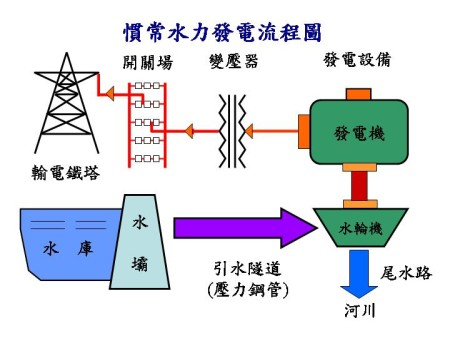 慣常水力發電流程圖
開關場
變壓器
發電設備
發電機
輸電鐵塔
水庫
水壩
引水隧道
(壓力鋼管)
水輪機
尾水路
河川